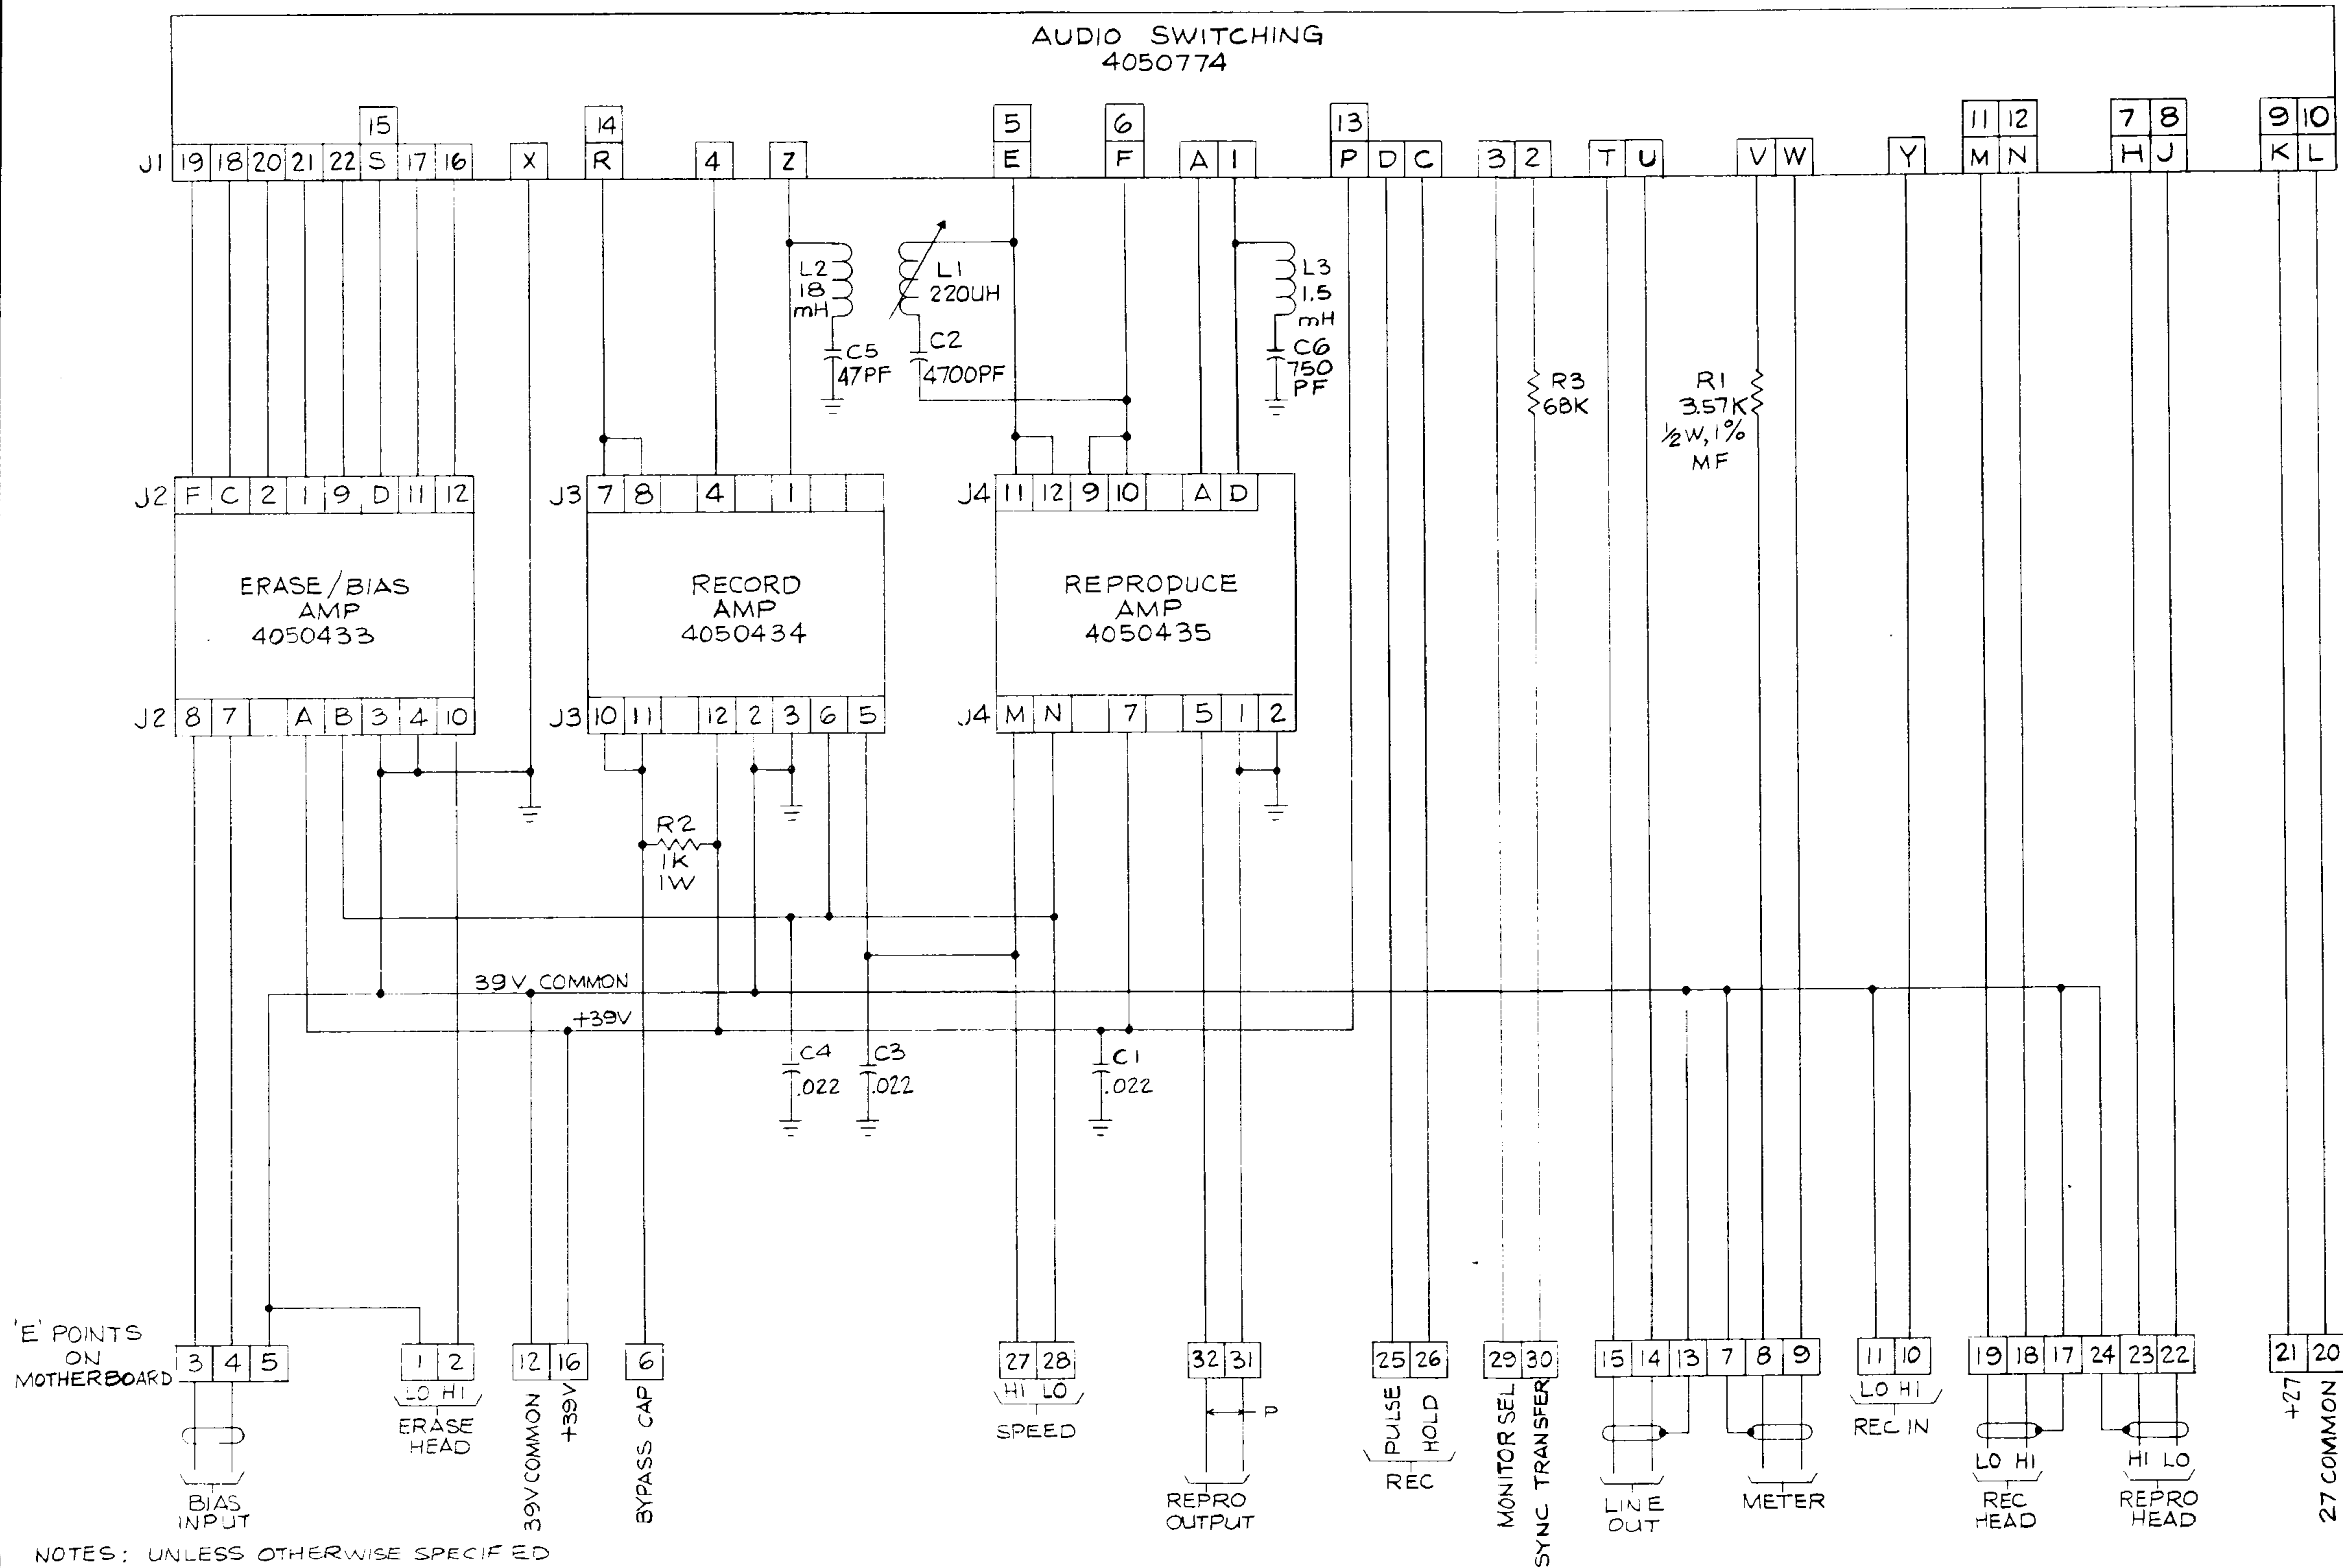 AUDIO SWITCHING
4050774
15
14
5
6
13
11 12
7 8
9 10
J1 19 18 20 21 22 S 17 16
X
R
4
Z
E
F
A 1
P D C
3 2
T U
V W
Y
M N
H J
K L
L2
18
mH
L1
220UH
L3
1.5
mH
C5
47PF
C2
4700PF
C6
750
PF
R3
68K
R1
3.57K
½W, 1%
MF
J2 F C 2 1 9 D 11 12
J3 7 8 4 1
J4 11 12 9 10 A D
ERASE/BIAS
AMP
4050433
RECORD
AMP
4050434
REPRODUCE
AMP
4050435
J2 8 7 A B 3 4 10
J3 10 11 12 2 3 6 5
J4 M N 7 5 1 2
R2
1K
1W
39V COMMON
+39V
C4
.022
C3
.022
C1
.022
'E' POINTS
ON
MOTHERBOARD
3 4 5
1 2
12 16
6
27 28
32 31
25 26
29 30
15 14 13 7 8 9
11 10
19 18 17 24 23 22
21 20
BIAS
INPUT
LO HI
ERASE
HEAD
39V COMMON
+39V
BYPASS CAP
HI LO
SPEED
P
REPRO
OUTPUT
PULSE
HOLD
REC
MONITOR SEL
SYNC TRANSFER
LINE
OUT
METER
LO HI
REC IN
LO HI
REC
HEAD
HI LO
REPRO
HEAD
+27
27 COMMON
NOTES: UNLESS OTHERWISE SPECIF ED